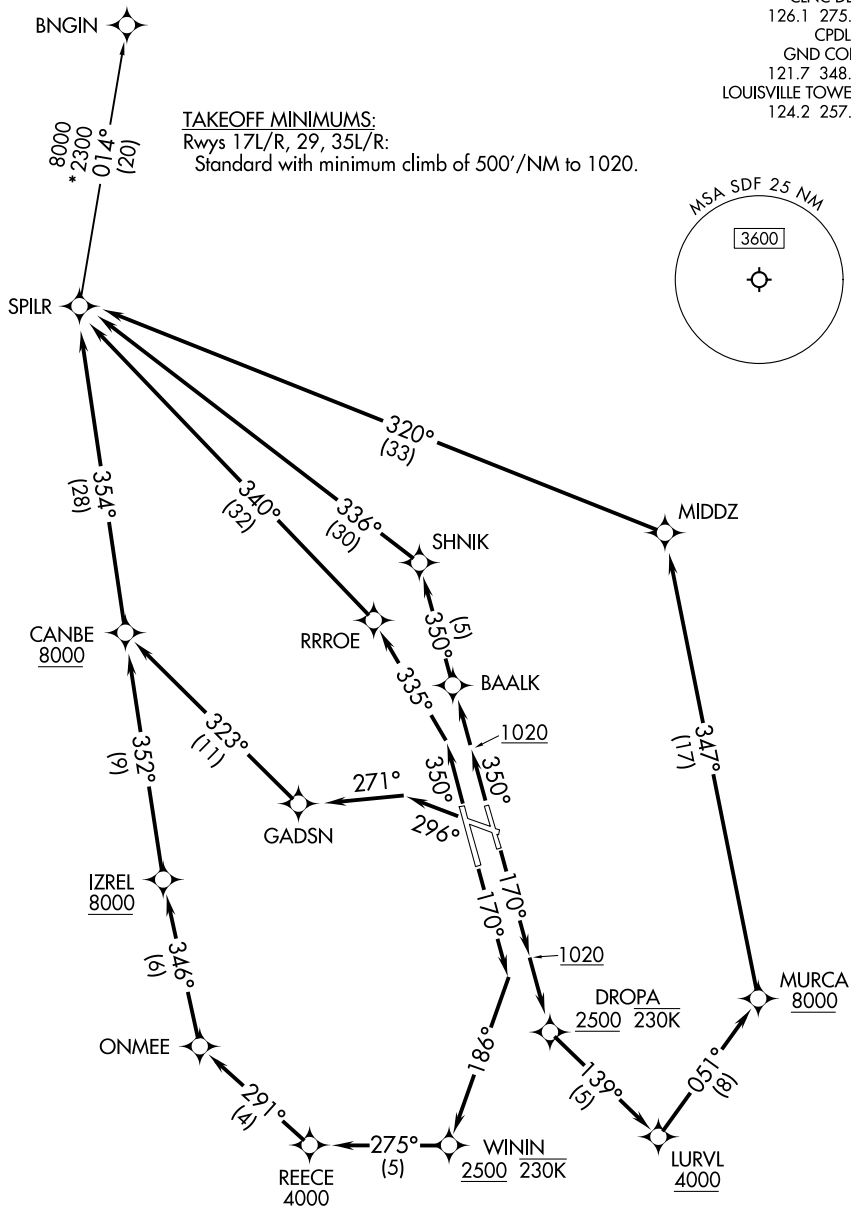 BNGIN
126.1 275.
CPDL
GND CO
121.7 348.
LOUISVILLE TOWE
124.2 257.
TAKEOFF MINIMUMS:
Rwys 17L/R, 29, 35L/R:
Standard with minimum climb of 500'/NM to 1020.
8000
*2300
014°
(20)
MSA SDF 25 NM
3600
SPILR
320°
(33)
354°
(28)
340°
(32)
336°
(30)
MIDDZ
SHNIK
350°
(5)
RRROE
CANBE
8000
BAALK
335°
323°
(11)
352°
(9)
1020
347°
(17)
350°
350°
271°
296°
GADSN
IZREL
8000
170°
170°
346°
(6)
1020
MURCA
8000
DROPA
2500 230K
ONMEE
186°
139°
(5)
051°
(8)
291°
(4)
275°
(5)
WININ
2500 230K
REECE
4000
LURVL
4000